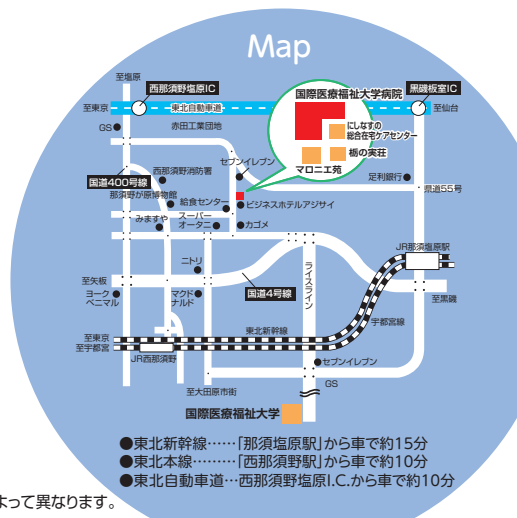 Map
至塩原
西那須野塩原IC
黒磯板室IC
国際医療福祉大学病院
至東京
東北自動車道
至仙台
GS
赤田工業団地
にしなすの
総合在宅ケアセンター
セブンイレブン
栃の実荘
マロニエ苑
西那須野消防署
足利銀行
国道400号線
県道55号
那須野が原博物館
給食センター
ビジネスホテルアジサイ
みますや
スーパー
オータニ
カゴメ
JR那須塩原駅
ライスライン
ニトリ
至矢板
国道4号線
ヨーク
ベニマル
マクド
ナルド
至黒磯
宇都宮線
東北新幹線
至東京
至宇都宮
JR西那須野
セブンイレブン
至大田原市街
GS
国際医療福祉大学
●東北新幹線……「那須塩原駅」から車で約15分
●東北本線………「西那須野駅」から車で約10分
●東北自動車道…西那須野塩原I.C.から車で約10分
よって異なります。